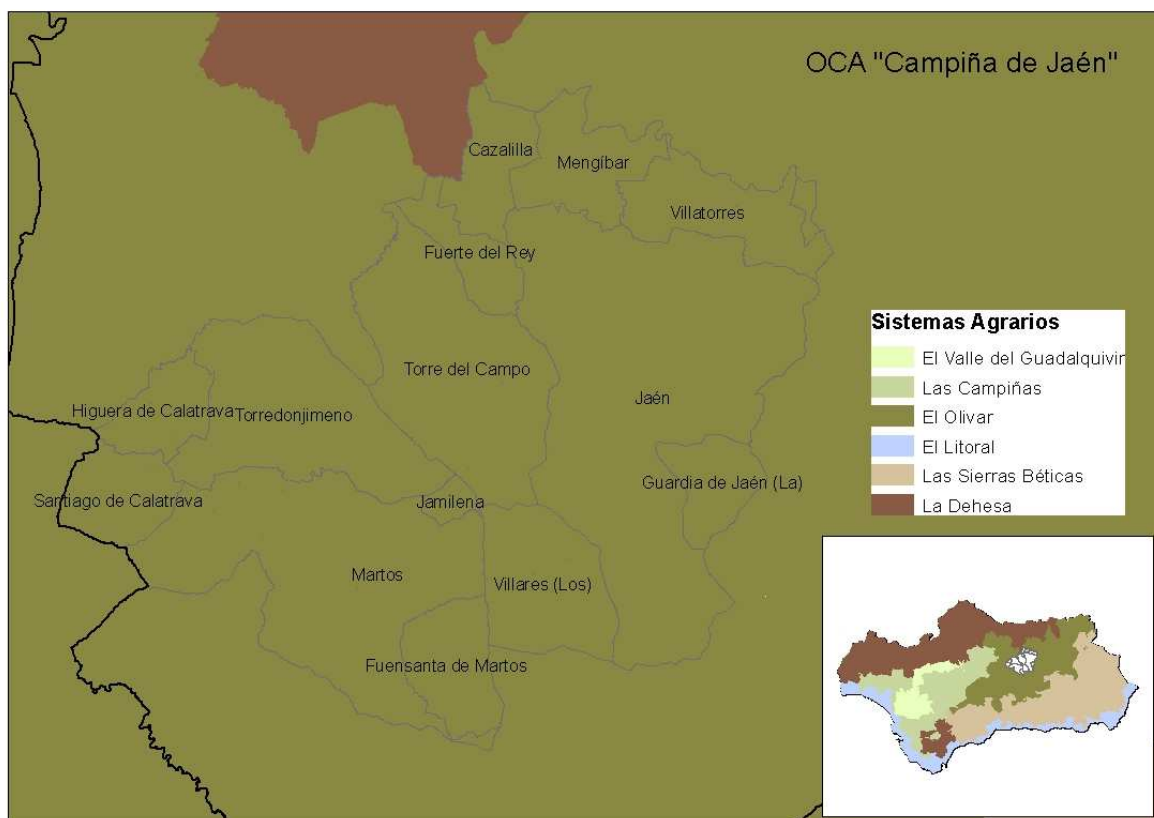 OCA "Campiña de Jaén"
Cazalilla
Mengíbar
Villatorres
Fuerte del Rey
Torre del Campo
Jaén
Higuera de Calatrava
Torredonjimeno
Santiago de Calatrava
Jamilena
Guardia de Jaén (La)
Martos
Villares (Los)
Fuensanta de Martos
Sistemas Agrarios
El Valle del Guadalquivir
Las Campiñas
El Olivar
El Litoral
Las Sierras Béticas
La Dehesa